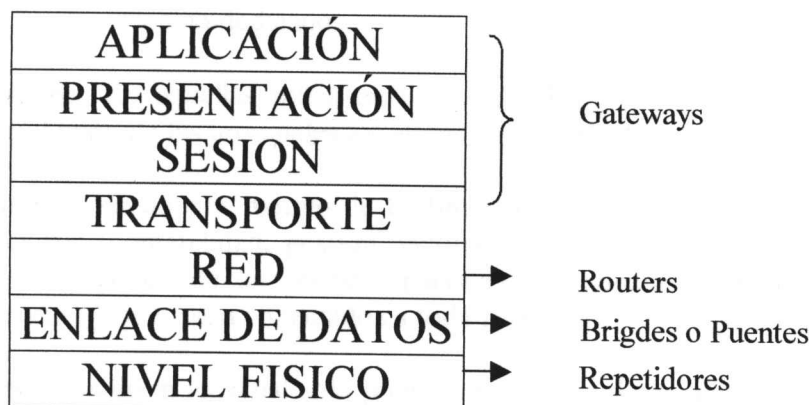 APLICACIÓN
PRESENTACIÓN
SESION
TRANSPORTE
RED
ENLACE DE DATOS
NIVEL FISICO
Gateways
Routers
Brigdes o Puentes
Repetidores